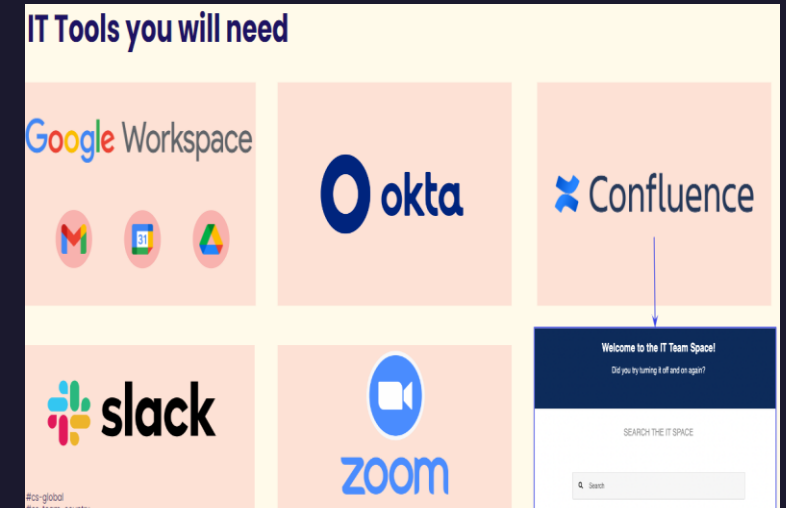 IT Tools you will need
Google Workspace
31
okta
Confluence
slack
zoom
Welcome to the IT Team Space!
Did you try turning it off and on again?
SEARCH THE IT SPACE
Search
#cs-global